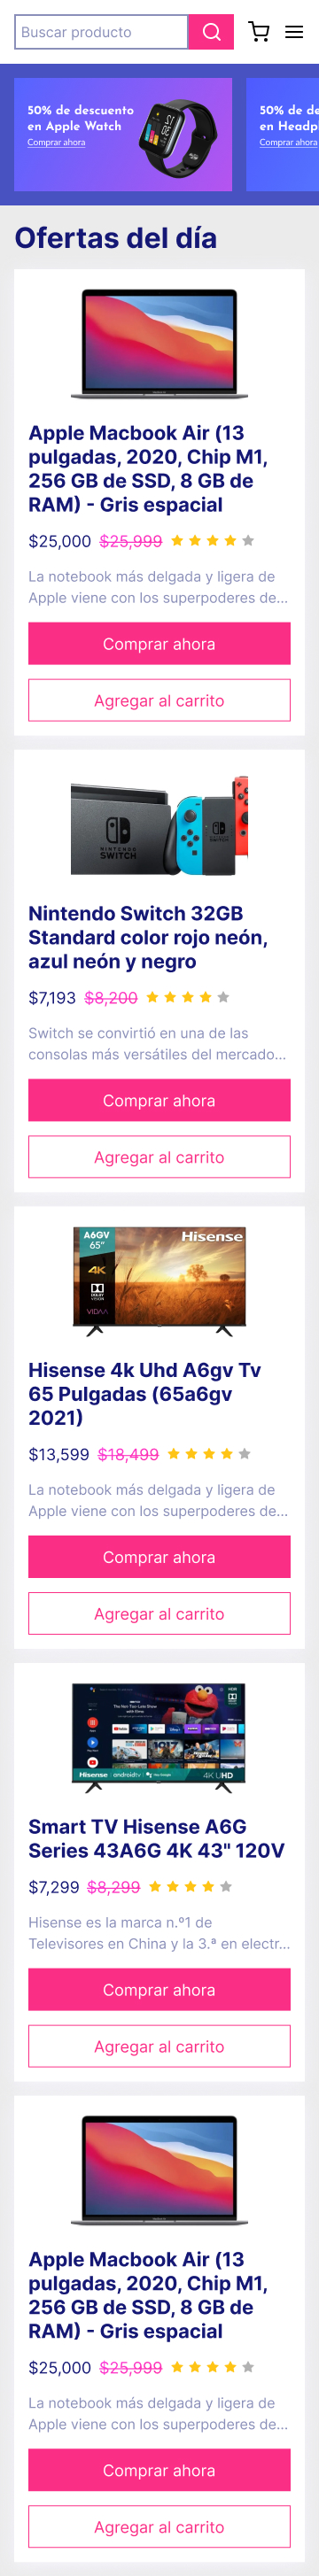 Buscar producto
50% de descuento
en Apple Watch
Comprar ahora
50% de de
en Headp
Comprar ahora
Ofertas del día
Apple Macbook Air (13
pulgadas, 2020, Chip M1,
256 GB de SSD, 8 GB de
RAM) - Gris espacial
$25,000 $25,999
La notebook más delgada y ligera de
Apple viene con los superpoderes de...
Comprar ahora
Agregar al carrito
NINTENDO
SWITCH
Nintendo Switch 32GB
Standard color rojo neón,
azul neón y negro
$7,193 $8,200
Switch se convirtió en una de las
consolas más versátiles del mercado...
Comprar ahora
Agregar al carrito
A6GV
65"
Hisense
4K
DOLBY
VISION
VIDAA
Hisense 4k Uhd A6gv Tv
65 Pulgadas (65a6gv
2021)
$13,599 $18,499
La notebook más delgada y ligera de
Apple viene con los superpoderes de...
Comprar ahora
Agregar al carrito
Hisense androidtv
4K UHD
Smart TV Hisense A6G
Series 43A6G 4K 43" 120V
$7,299 $8,299
Hisense es la marca n.º1 de
Televisores en China y la 3.ª en electr...
Comprar ahora
Agregar al carrito
Apple Macbook Air (13
pulgadas, 2020, Chip M1,
256 GB de SSD, 8 GB de
RAM) - Gris espacial
$25,000 $25,999
La notebook más delgada y ligera de
Apple viene con los superpoderes de...
Comprar ahora
Agregar al carrito